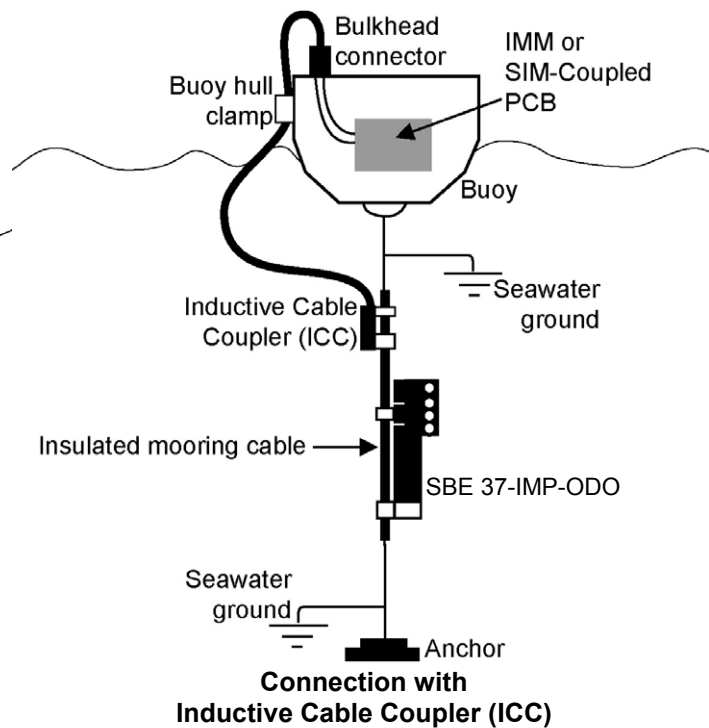 Bulkhead
connector
IMM or
SIM-Coupled
PCB
Buoy hull
clamp
Buoy
Seawater
ground
Inductive Cable
Coupler (ICC)
Insulated mooring cable
SBE 37-IMP-ODO
Seawater
ground
Anchor
Connection with
Inductive Cable Coupler (ICC)